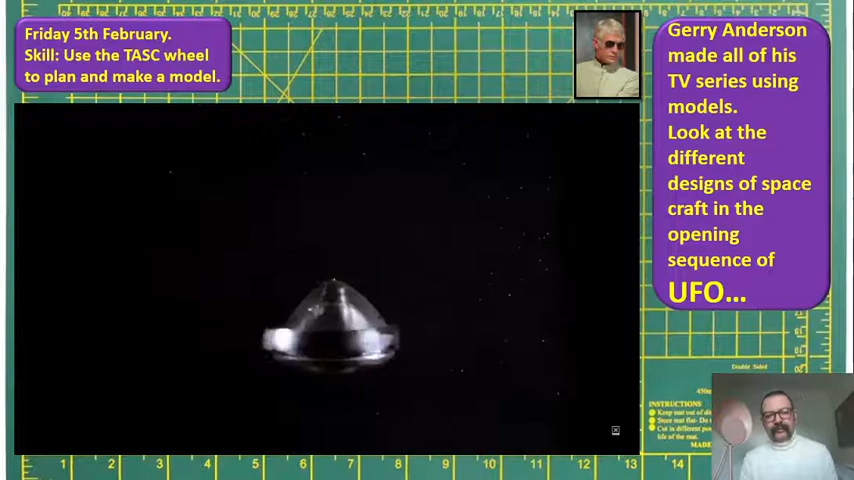 Friday 5th February.
Skill: Use the TASC wheel
to plan and make a model.
Gerry Anderson
made all of his
TV series using
models.
Look at the
different
designs of space
craft in the
opening
sequence of
UFO...
Double Sided
INSTRUCTIONS
1 2 3 4 5 6 7 8 9 10 11 12 13 14